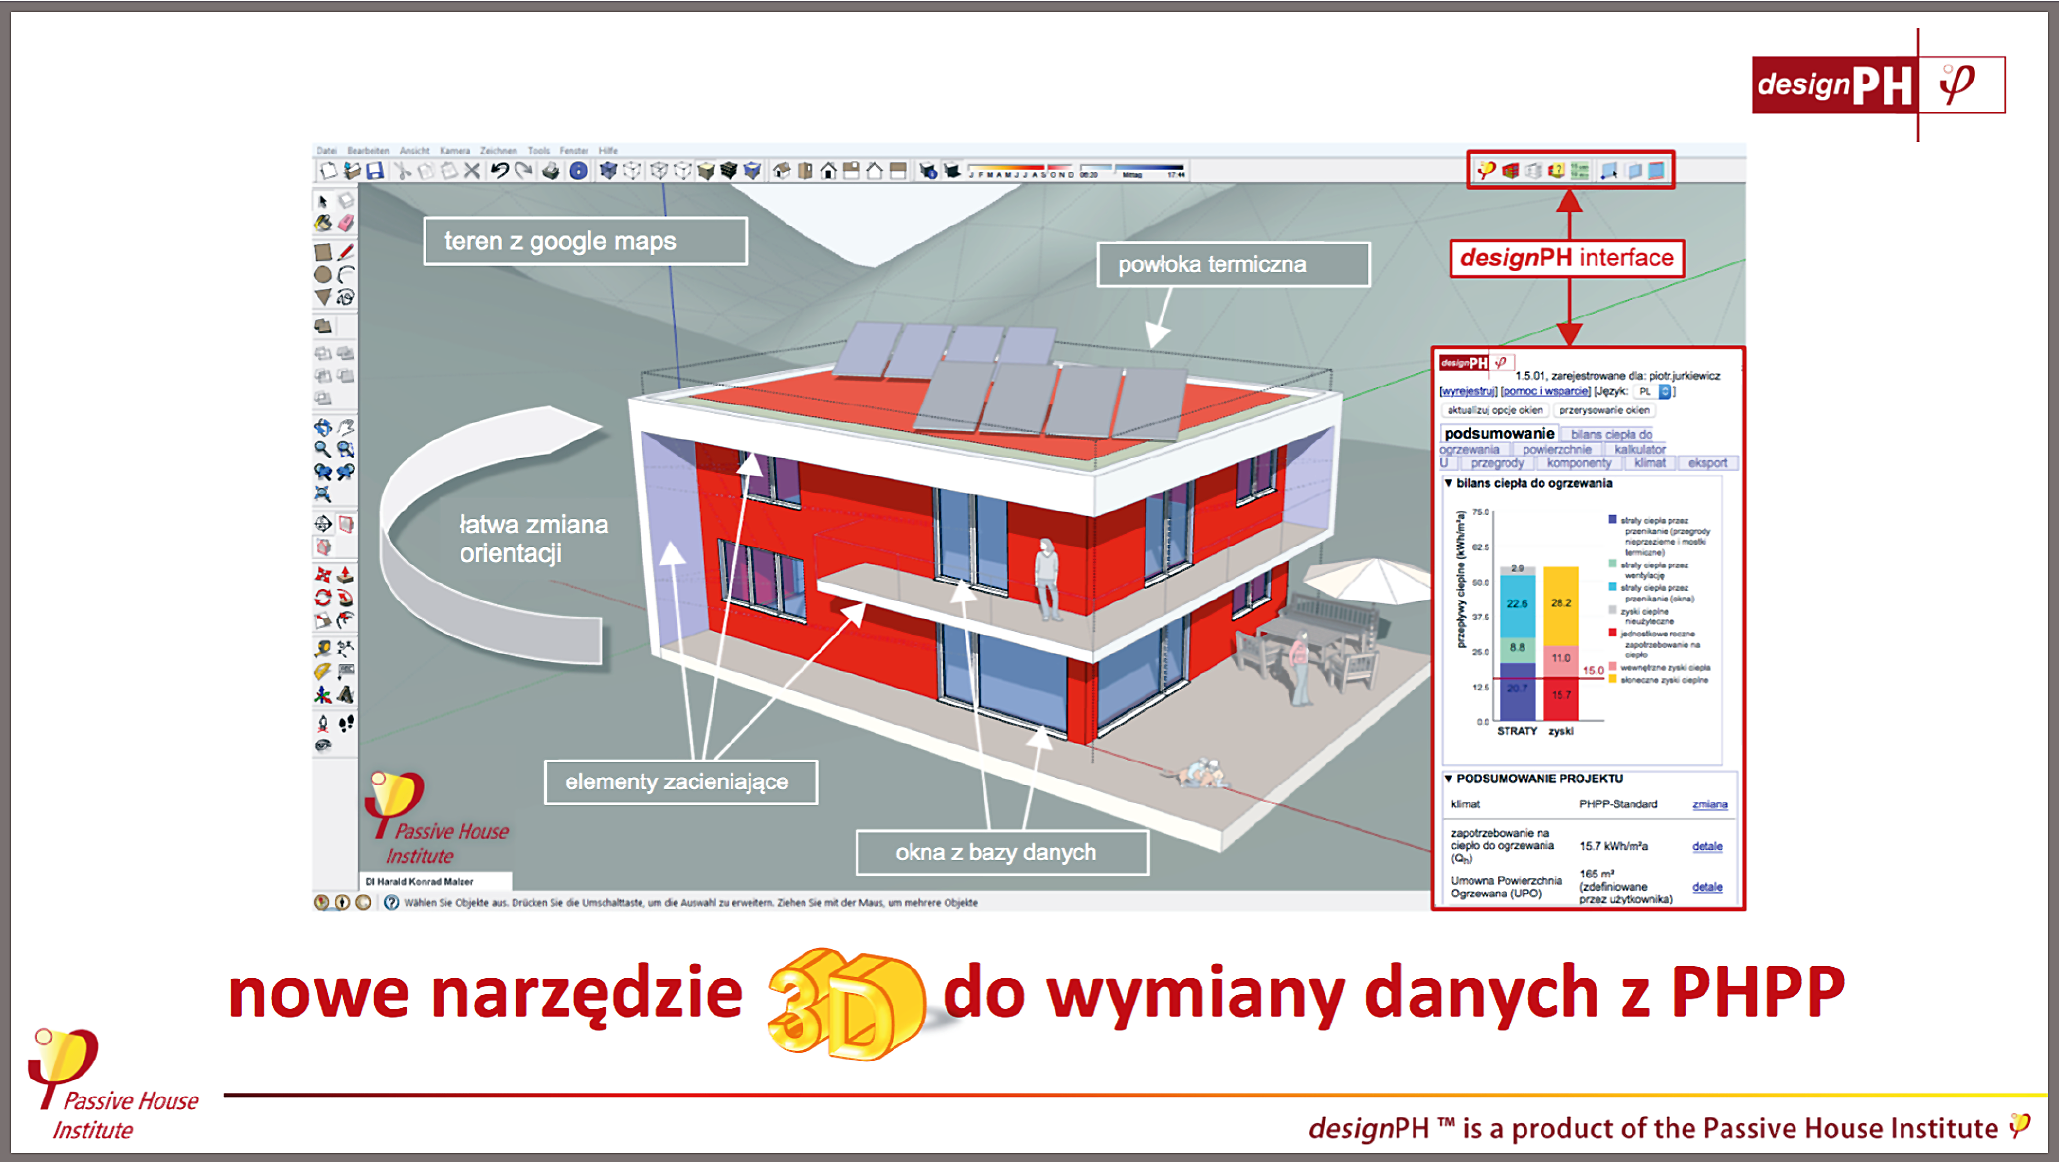 designPH φ
Datei Bearbeiten Ansicht Kamera Zeichnen Tools Fenster Hilfe
J F M A M J J A S O N D 08:20 Mittag 17:44
teren z google maps
powłoka termiczna
designPH interface
designPH φ
1.5.01, zarejestrowane dla: piotr.jurkiewicz
[wyrejestruj] [pomoc i wsparcie] [Język: PL ]
aktualizuj opcje okien przerysowanie okien
podsumowanie bilans ciepła do
ogrzewania powierzchnie kalkulator
U przegrody komponenty klimat eksport
▼ bilans ciepła do ogrzewania
przepływy cieplne (kWh/m²a)
75.0
62.5
50.0
37.5
25.0
12.5
0.0
2.9
22.6
8.8
20.7
28.2
11.0
15.7
15.0
STRATY zyski
straty ciepła przez
przenikanie (przegrody
nieprzezierne i mostki
termiczne)
straty ciepła przez
wentylację
straty ciepła przez
przenikanie (okna)
zyski cieplne
nieużyteczne
jednostkowe roczne
zapotrzebowanie na
ciepło
wewnętrzne zyski ciepła
słoneczne zyski cieplne
▼ PODSUMOWANIE PROJEKTU
klimat PHPP-Standard zmiana
zapotrzebowanie na
ciepło do ogrzewania 15.7 kWh/m²a detale
(Qh)
Umowna Powierzchnia
Ogrzewana (UPO)
165 m²
(zdefiniowane
przez użytkownika)
detale
łatwa zmiana
orientacji
elementy zacieniające
okna z bazy danych
Passive House
Institute
DI Harald Konrad Malzer
Wählen Sie Objekte aus. Drücken Sie die Umschalttaste, um die Auswahl zu erweitern. Ziehen Sie mit der Maus, um mehrere Objekte
nowe narzędzie 3D do wymiany danych z PHPP
Passive House
Institute
designPH ™ is a product of the Passive House Institute